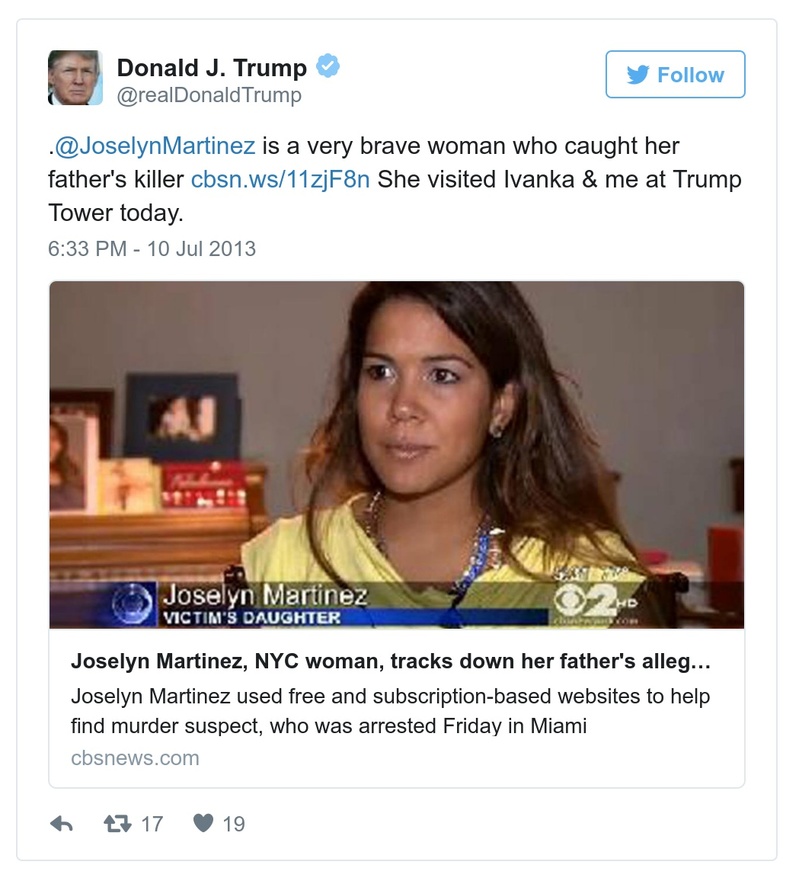 Donald J. Trump
@realDonaldTrump
Follow
.@JoselynMartinez is a very brave woman who caught her
father's killer cbsn.ws/11zjF8n She visited Ivanka & me at Trump
Tower today.
6:33 PM - 10 Jul 2013
Joselyn Martinez
VICTIM'S DAUGHTER
2 HD
Joselyn Martinez, NYC woman, tracks down her father's alleg…
Joselyn Martinez used free and subscription-based websites to help
find murder suspect, who was arrested Friday in Miami
cbsnews.com
17
19